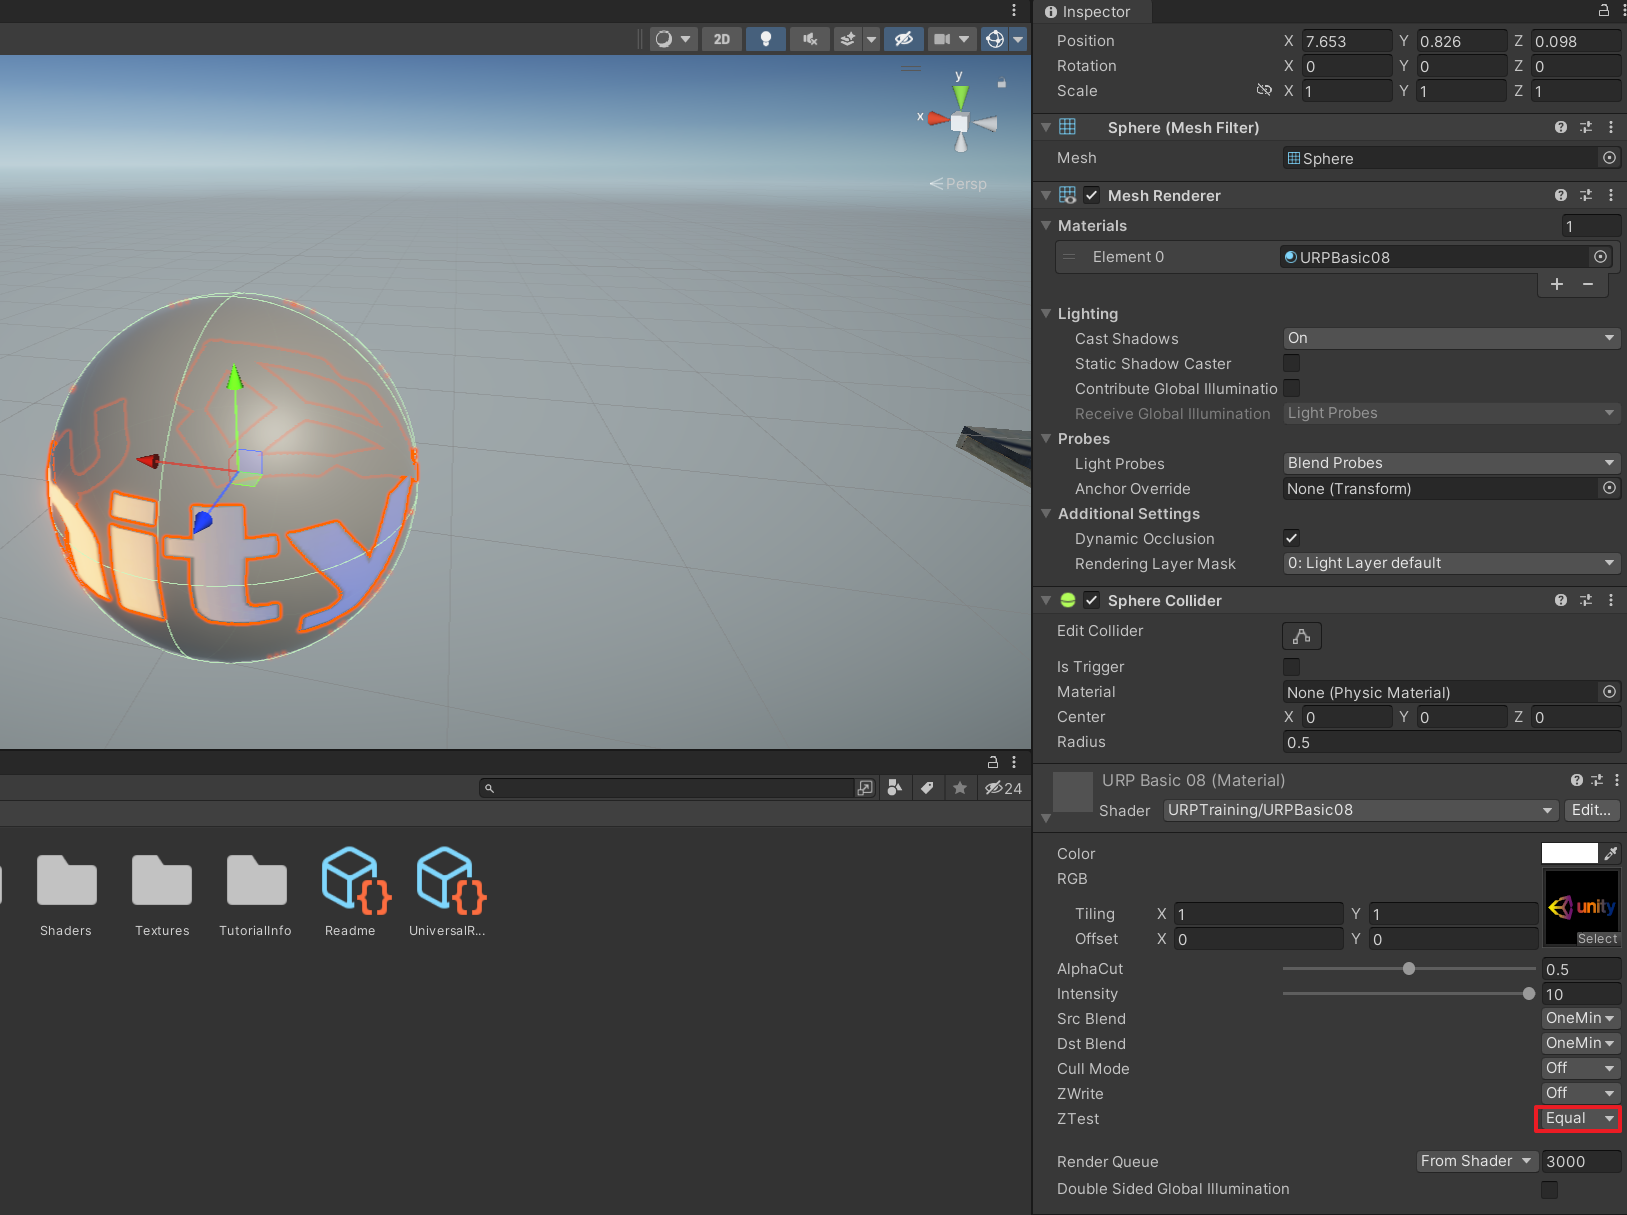 Inspector
2D
Position X 7.653 Y 0.826 Z 0.098
Rotation X 0 Y 0 Z 0
Scale X 1 Y 1 Z 1
y
x
Persp
Sphere (Mesh Filter)
Mesh Sphere
Mesh Renderer
Materials 1
Element 0 URPBasic08
Lighting
Cast Shadows On
Static Shadow Caster
Contribute Global Illuminatio
Receive Global Illumination Light Probes
Probes
Light Probes Blend Probes
Anchor Override None (Transform)
Additional Settings
Dynamic Occlusion
Rendering Layer Mask 0: Light Layer default
nity
Sphere Collider
Edit Collider
Is Trigger
Material None (Physic Material)
Center X 0 Y 0 Z 0
Radius 0.5
24
Shaders
Textures
TutorialInfo
Readme
UniversalR...
URP Basic 08 (Material)
Shader URPTraining/URPBasic08 Edit...
Color
RGB
unity
Select
Tiling X 1 Y 1
Offset X 0 Y 0
AlphaCut 0.5
Intensity 10
Src Blend OneMin
Dst Blend OneMin
Cull Mode Off
ZWrite Off
ZTest Equal
Render Queue From Shader 3000
Double Sided Global Illumination